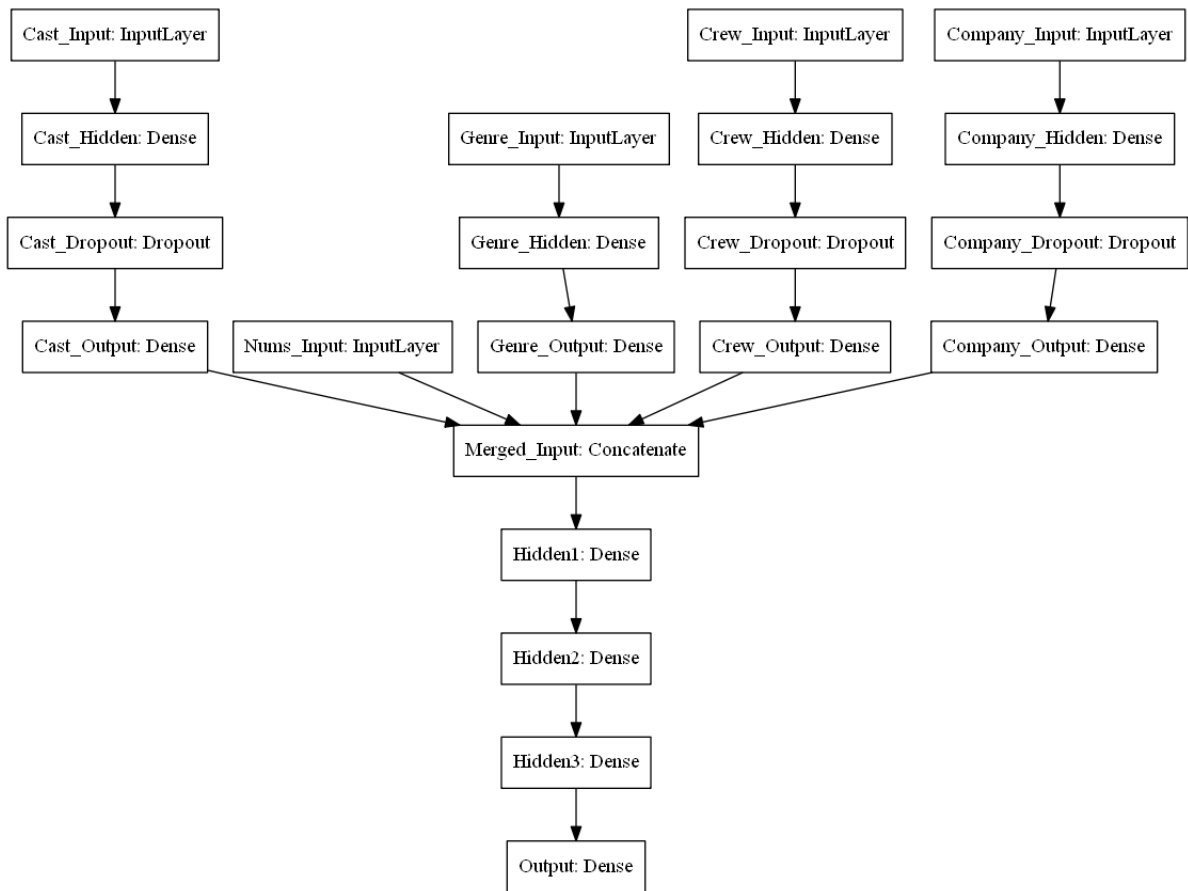 Cast_Input: InputLayer
Crew_Input: InputLayer
Company_Input: InputLayer
Cast_Hidden: Dense
Genre_Input: InputLayer
Crew_Hidden: Dense
Company_Hidden: Dense
Cast_Dropout: Dropout
Genre_Hidden: Dense
Crew_Dropout: Dropout
Company_Dropout: Dropout
Cast_Output: Dense
Nums_Input: InputLayer
Genre_Output: Dense
Crew_Output: Dense
Company_Output: Dense
Merged_Input: Concatenate
Hidden1: Dense
Hidden2: Dense
Hidden3: Dense
Output: Dense